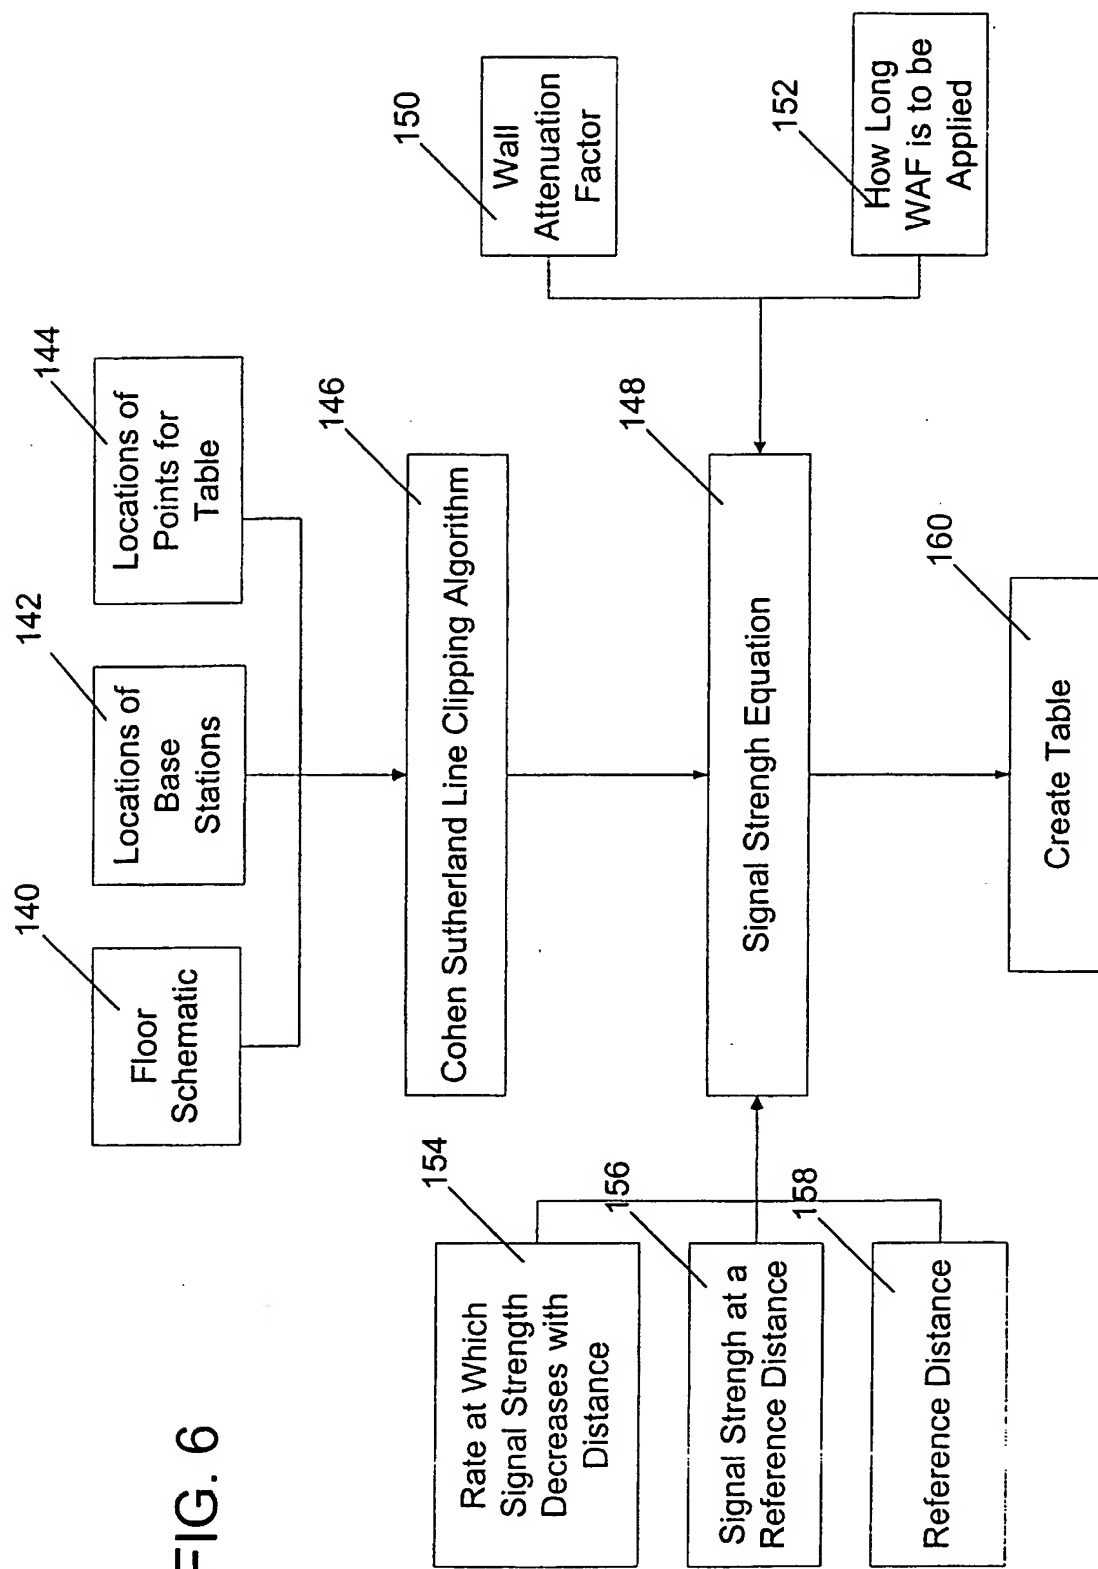 FIG. 6
140
Floor
Schematic
142
Locations of
Base
Stations
144
Locations of
Points for
Table
146
Cohen Sutherland Line Clipping Algorithm
148
Signal Strengh Equation
150
Wall
Attenuation
Factor
152
How Long
WAF is to be
Applied
154
Rate at Which
Signal Strength
Decreases with
Distance
156
Signal Strengh at a
Reference Distance
158
Reference Distance
160
Create Table